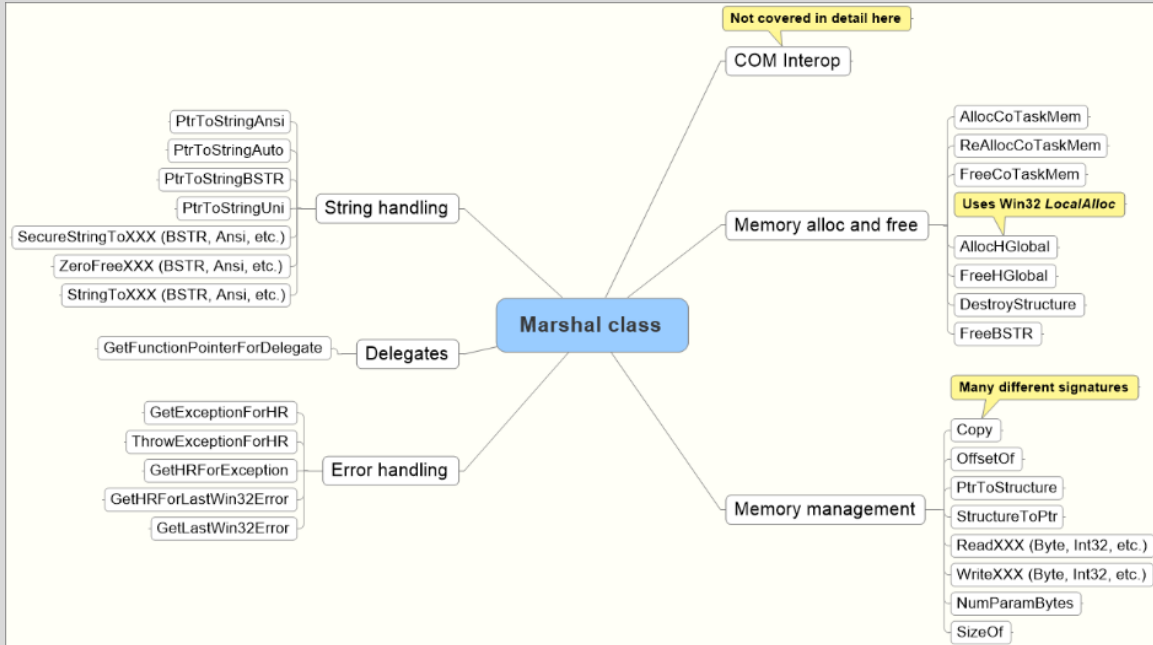 Not covered in detail here
COM Interop
PtrToStringAnsi
PtrToStringAuto
PtrToStringBSTR
PtrToStringUni
SecureStringToXXX (BSTR, Ansi, etc.)
ZeroFreeXXX (BSTR, Ansi, etc.)
StringToXXX (BSTR, Ansi, etc.)
String handling
AllocCoTaskMem
ReAllocCoTaskMem
FreeCoTaskMem
Uses Win32 LocalAlloc
AllocHGlobal
FreeHGlobal
DestroyStructure
FreeBSTR
Memory alloc and free
Marshal class
GetFunctionPointerForDelegate
Delegates
GetExceptionForHR
ThrowExceptionForHR
GetHRForException
GetHRForLastWin32Error
GetLastWin32Error
Error handling
Many different signatures
Copy
OffsetOf
PtrToStructure
StructureToPtr
ReadXXX (Byte, Int32, etc.)
WriteXXX (Byte, Int32, etc.)
NumParamBytes
SizeOf
Memory management